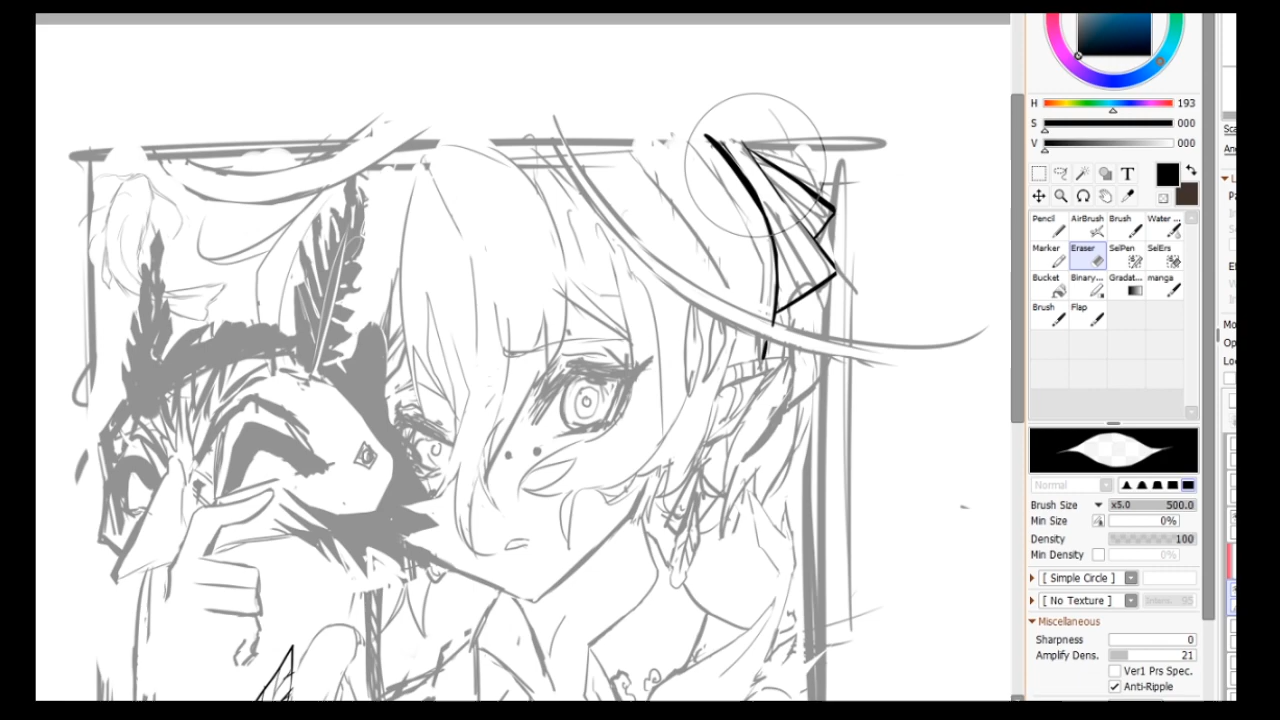 H 193
S 000
V 000
T
Pencil AirBrush Brush Water ...
Marker Eraser SelPen SelErs
Bucket Binary... Gradat... manga
Brush Flap
Normal
Brush Size x5.0 500.0
Min Size 0%
Density 100
Min Density 0%
[ Simple Circle ]
[ No Texture ] 95
Miscellaneous
Sharpness 0
Amplify Dens. 21
Ver1 Prs Spec.
Anti-Ripple